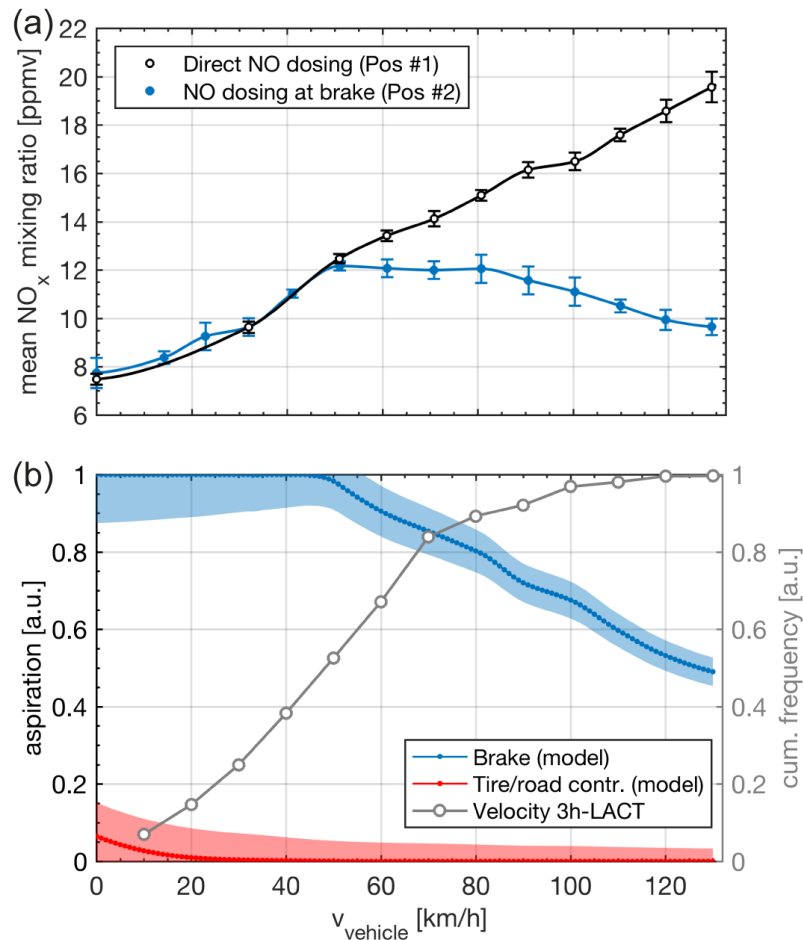 (a)
mean NOx mixing ratio [ppmv]
22
20
18
16
14
12
10
8
6
Direct NO dosing (Pos #1)
NO dosing at brake (Pos #2)
(b)
aspiration [a.u.]
1
0.8
0.6
0.4
0.2
0
1
0.8
0.6
0.4
0.2
0
cum. frequency [a.u.]
Brake (model)
Tire/road contr. (model)
Velocity 3h-LACT
0 20 40 60 80 100 120
vvehicle [km/h]